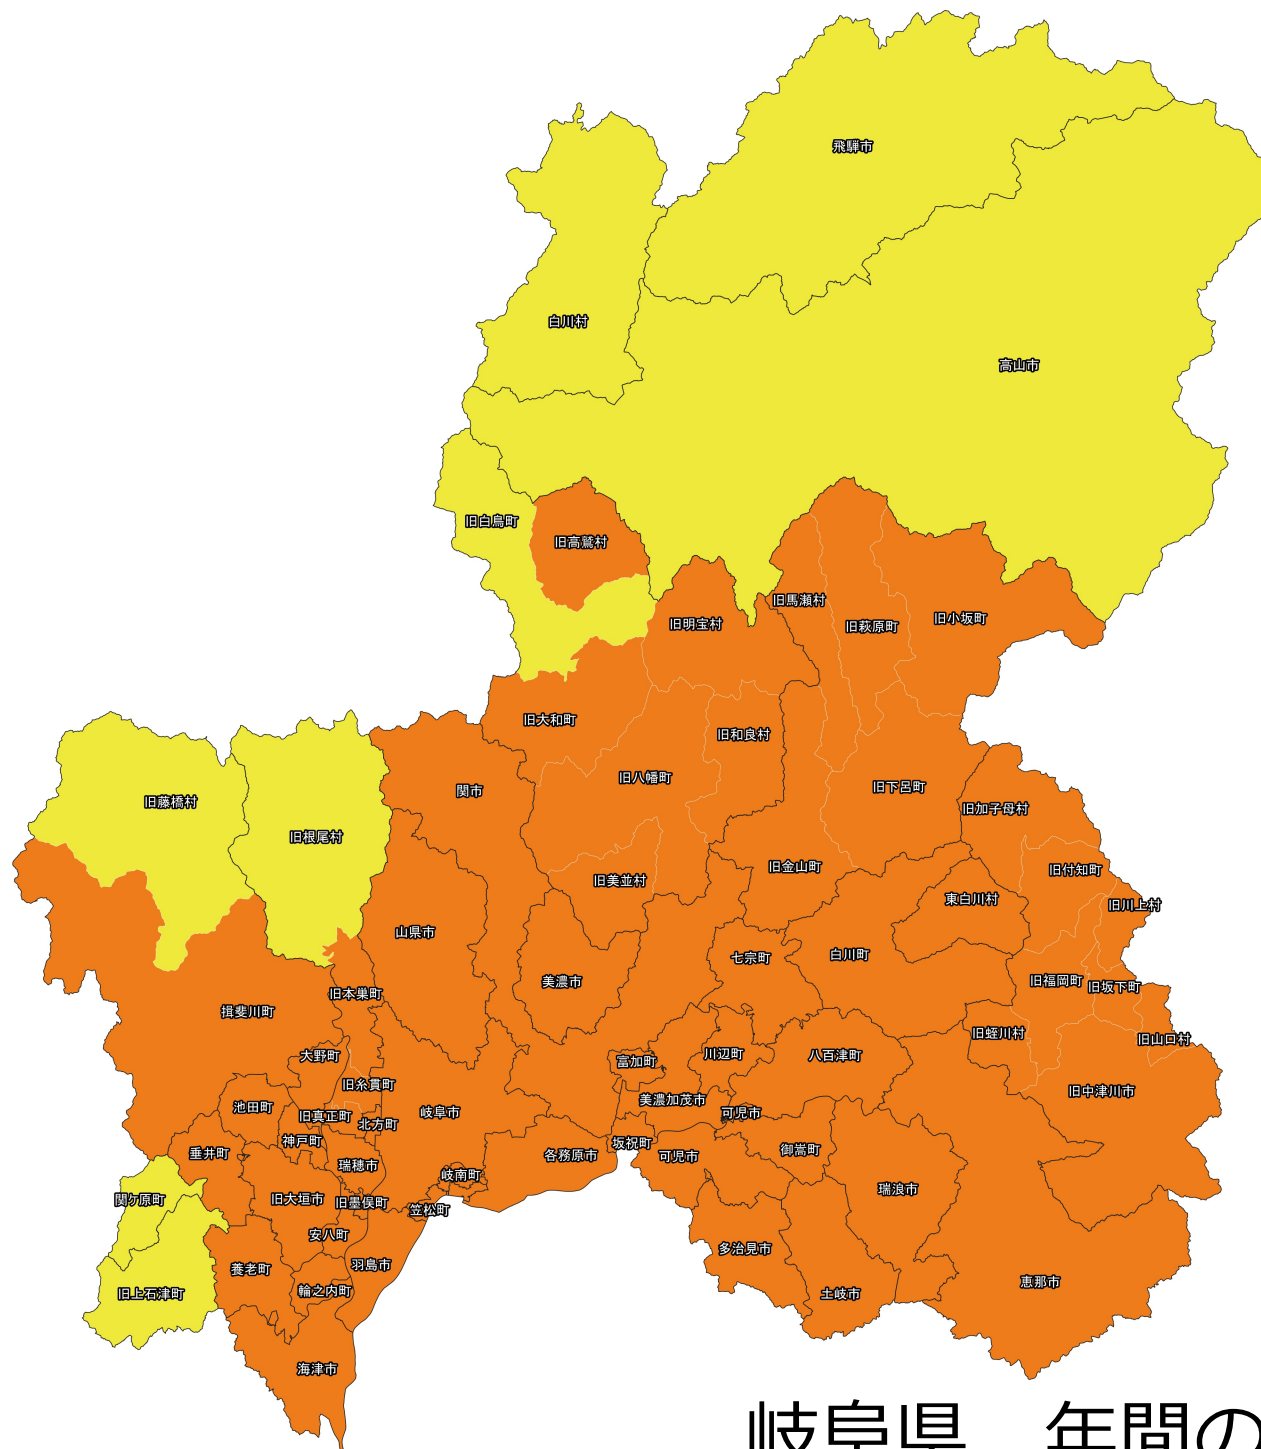 飛騨市
白川村
高山市
旧白鳥町
旧高鷲村
旧馬瀬村
旧明宝村
旧萩原町
旧小坂町
旧大和町
旧和良村
旧八幡町
関市
旧下呂町
旧藤橋村
旧加子母村
旧根尾村
旧金山町
旧付知町
旧美並村
東白川村
旧川上村
山県市
白川町
七宗町
美濃市
旧福岡町
旧坂下町
旧本巣町
揖斐川町
旧蛭川村
旧山口村
大野町
川辺町
八百津町
富加町
旧糸貫町
旧中津川市
美濃加茂市
池田町
岐阜市
可児市
旧真正町
北方町
神戸町
坂祝町
御嵩町
垂井町
各務原市
可児市
瑞穂市
岐南町
瑞浪市
関ケ原町
旧大垣市
旧墨俣町
笠松町
安八町
多治見市
養老町
羽島市
恵那市
旧上石津町
輪之内町
土岐市
海津市
岐阜県 年間の